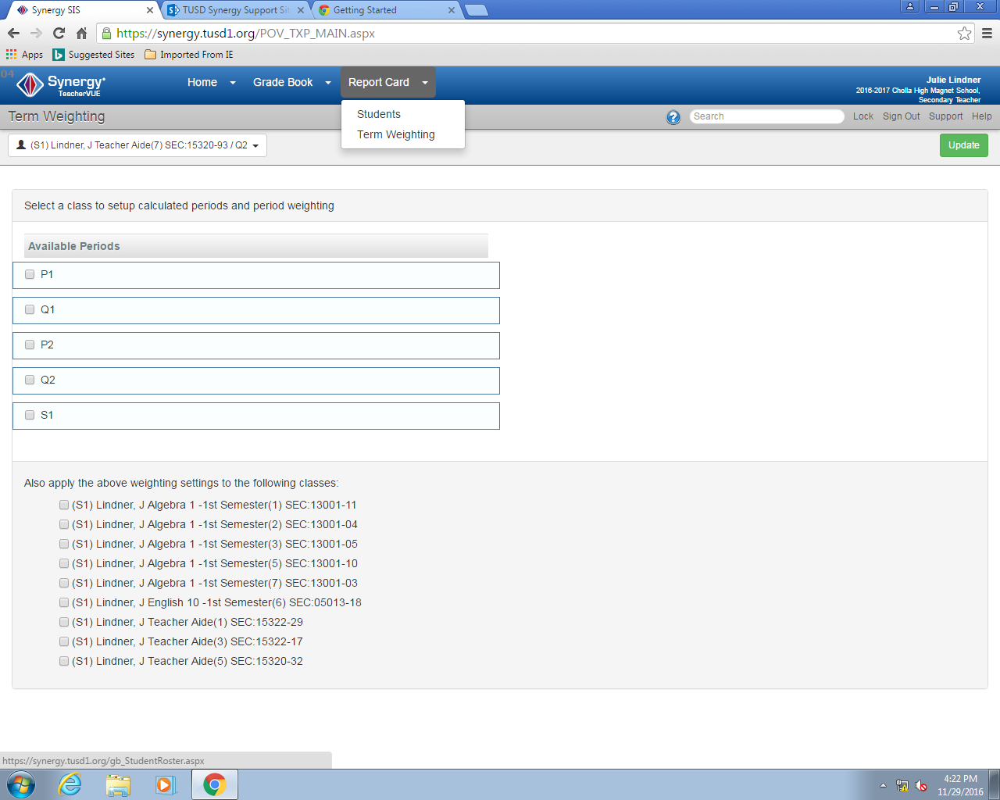 Synergy SIS
TUSD Synergy Support Sit
Getting Started
https://synergy.tusd1.org/POV_TXP_MAIN.aspx
Apps
Suggested Sites
Imported From IE
04
Synergy
TeacherVUE
Home
Grade Book
Report Card
Julie Lindner
2016-2017 Cholla High Magnet School,
Secondary Teacher
Students
Term Weighting
Term Weighting
Search
Lock
Sign Out
Support
Help
(S1) Lindner, J Teacher Aide(7) SEC:15320-93 / Q2
Update
Select a class to setup calculated periods and period weighting
Available Periods
P1
Q1
P2
Q2
S1
Also apply the above weighting settings to the following classes:
(S1) Lindner, J Algebra 1 -1st Semester(1) SEC:13001-11
(S1) Lindner, J Algebra 1 -1st Semester(2) SEC:13001-04
(S1) Lindner, J Algebra 1 -1st Semester(3) SEC:13001-05
(S1) Lindner, J Algebra 1 -1st Semester(5) SEC:13001-10
(S1) Lindner, J Algebra 1 -1st Semester(7) SEC:13001-03
(S1) Lindner, J English 10 -1st Semester(6) SEC:05013-18
(S1) Lindner, J Teacher Aide(1) SEC:15322-29
(S1) Lindner, J Teacher Aide(3) SEC:15322-17
(S1) Lindner, J Teacher Aide(5) SEC:15320-32
https://synergy.tusd1.org/gb_StudentRoster.aspx
4:22 PM
11/29/2016